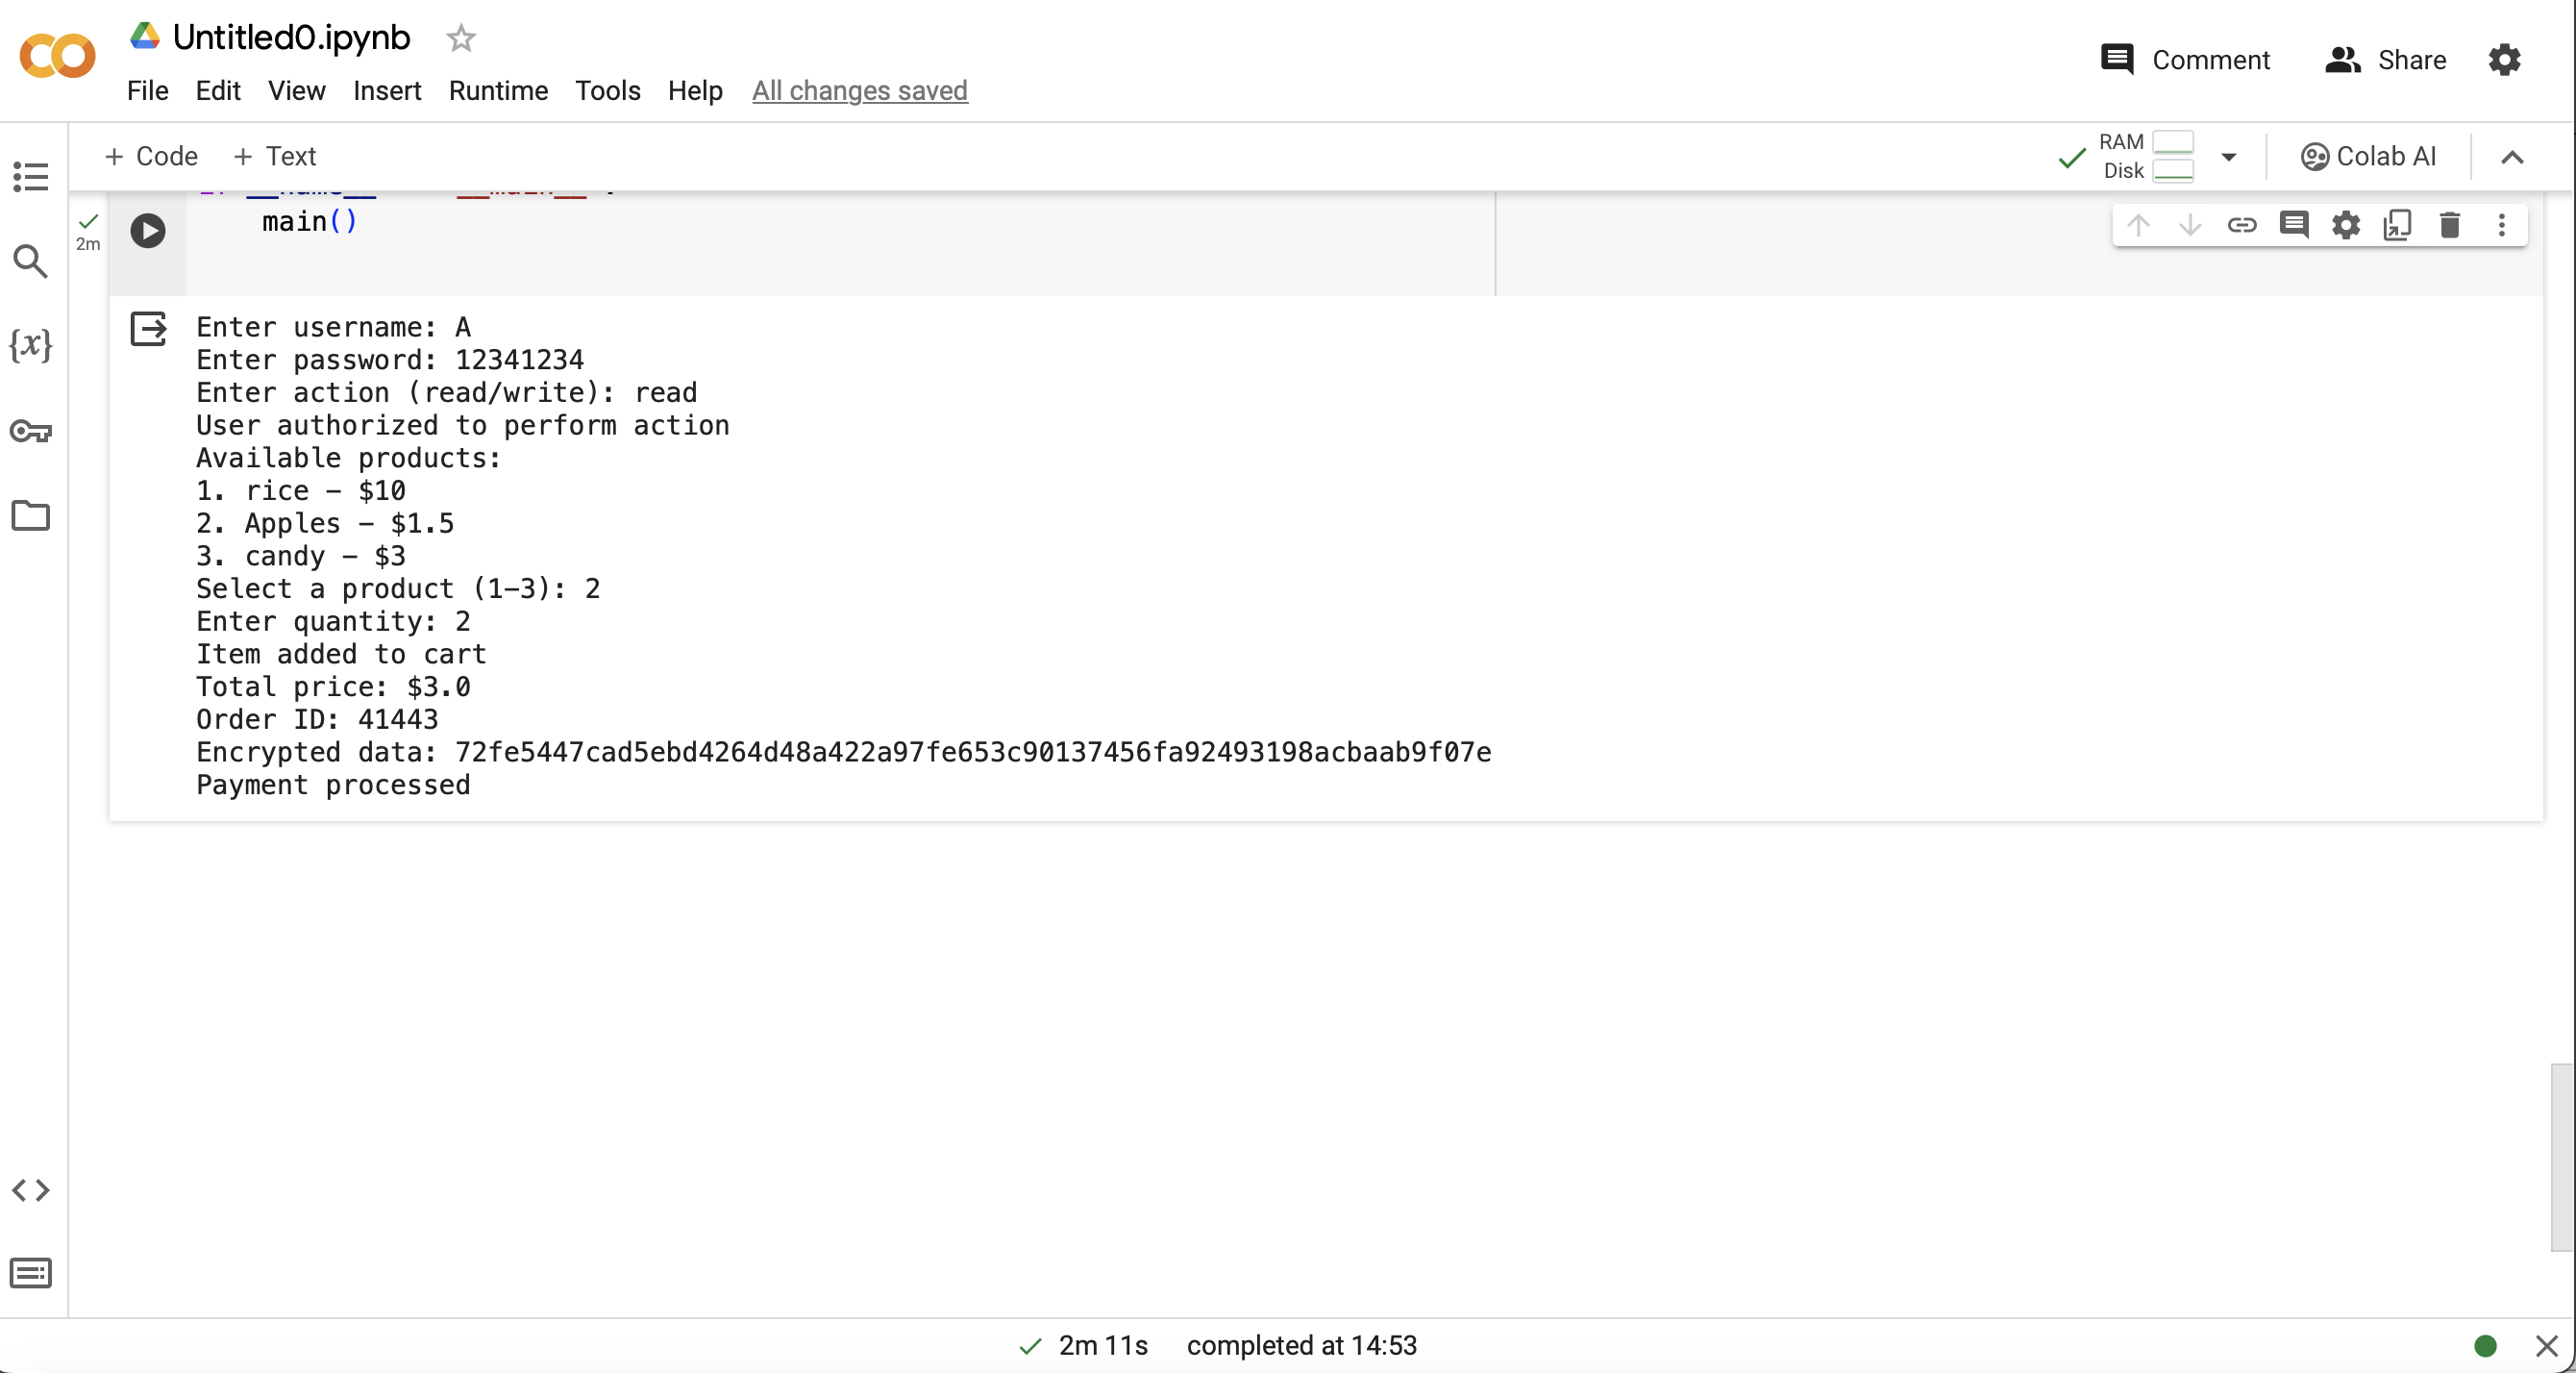 Untitled0.ipynb
File Edit View Insert Runtime Tools Help All changes saved
Comment Share
+ Code + Text
RAM
Disk
Colab AI
2m
main()
{x}
Enter username: A
Enter password: 12341234
Enter action (read/write): read
User authorized to perform action
Available products:
1. rice - $10
2. Apples - $1.5
3. candy - $3
Select a product (1-3): 2
Enter quantity: 2
Item added to cart
Total price: $3.0
Order ID: 41443
Encrypted data: 72fe5447cad5ebd4264d48a422a97fe653c90137456fa92493198acbaab9f07e
Payment processed
2m 11s completed at 14:53